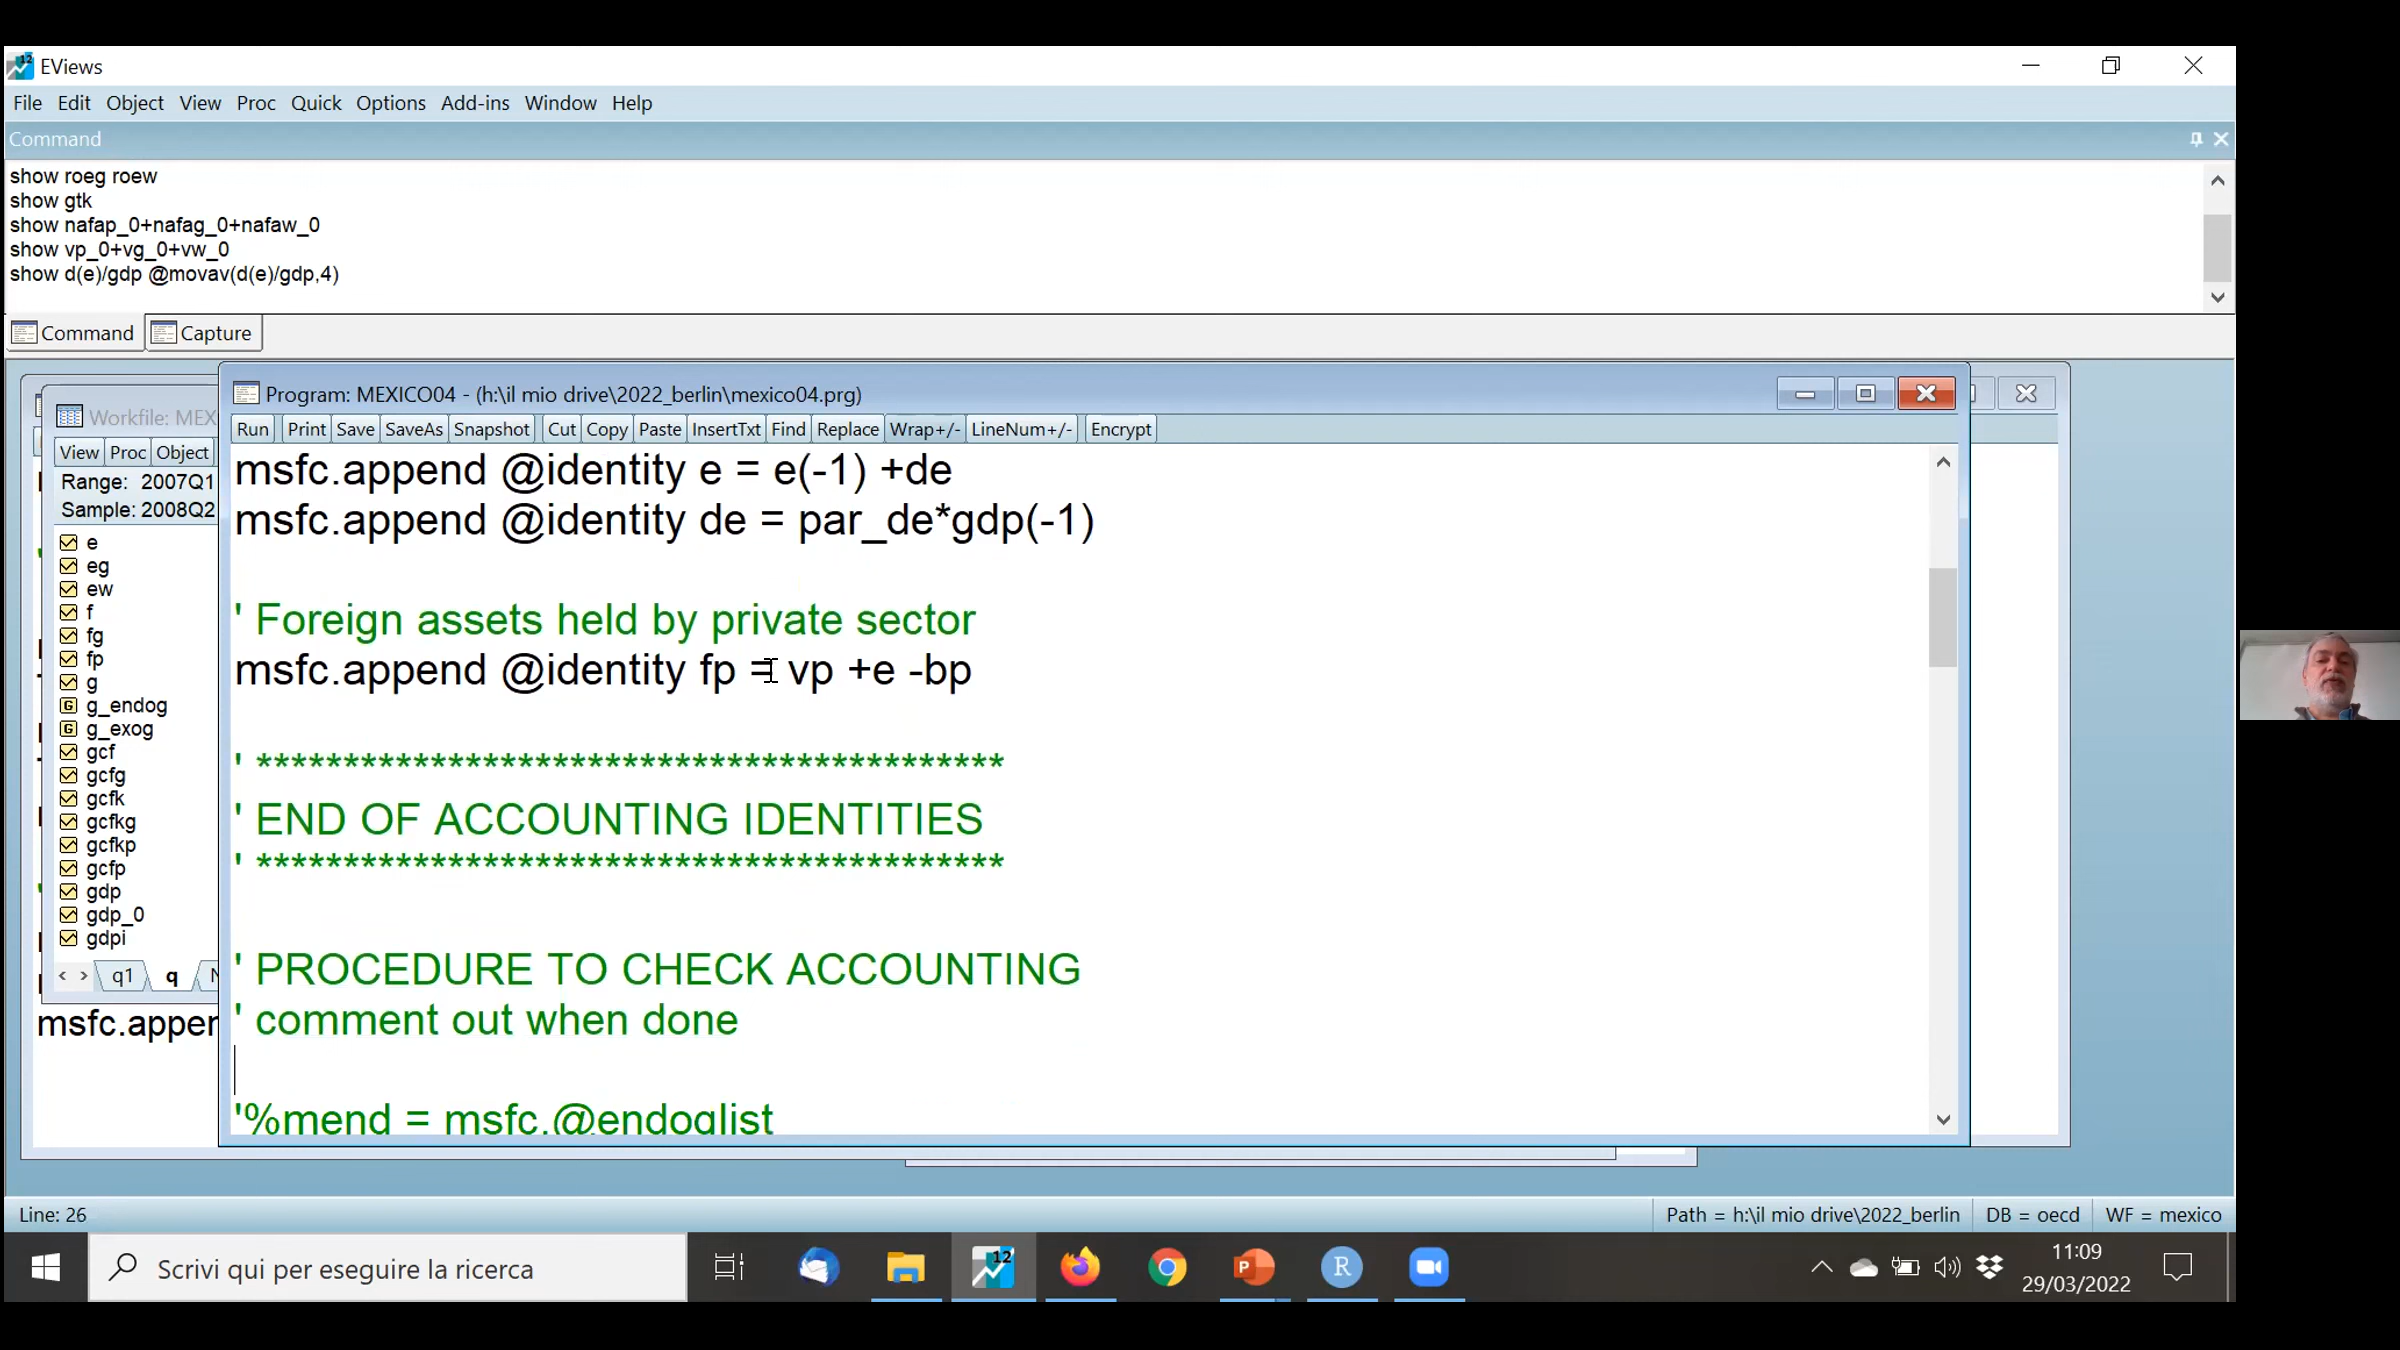 EViews
File Edit Object View Proc Quick Options Add-ins Window Help
Command
show roeg roew
show gtk
show nafap_0+nafag_0+nafaw_0
show vp_0+vg_0+vw_0
show d(e)/gdp @movav(d(e)/gdp,4)
Command Capture
Program: MEXICO04 - (h:\il mio drive\2022_berlin\mexico04.prg)
Run Print Save SaveAs Snapshot Cut Copy Paste InsertTxt Find Replace Wrap+/- LineNum+/- Encrypt
msfc.append @identity e = e(-1) +de
msfc.append @identity de = par_de*gdp(-1)
' Foreign assets held by private sector
msfc.append @identity fp = vp +e -bp
' *******************************************
' END OF ACCOUNTING IDENTITIES
' *******************************************
' PROCEDURE TO CHECK ACCOUNTING
' comment out when done
'%mend = msfc.@endoglist
Workfile: MEX
View Proc Object
Range: 2007Q1
Sample: 2008Q2
e
eg
ew
f
fg
fp
g
g_endog
g_exog
gcf
gcfg
gcfk
gcfkg
gcfkp
gcfp
gdp
gdp_0
gdpi
q1 q N
msfc.apper
Line: 26
Path = h:\il mio drive\2022_berlin DB = oecd WF = mexico
Scrivi qui per eseguire la ricerca
12
11:09
29/03/2022